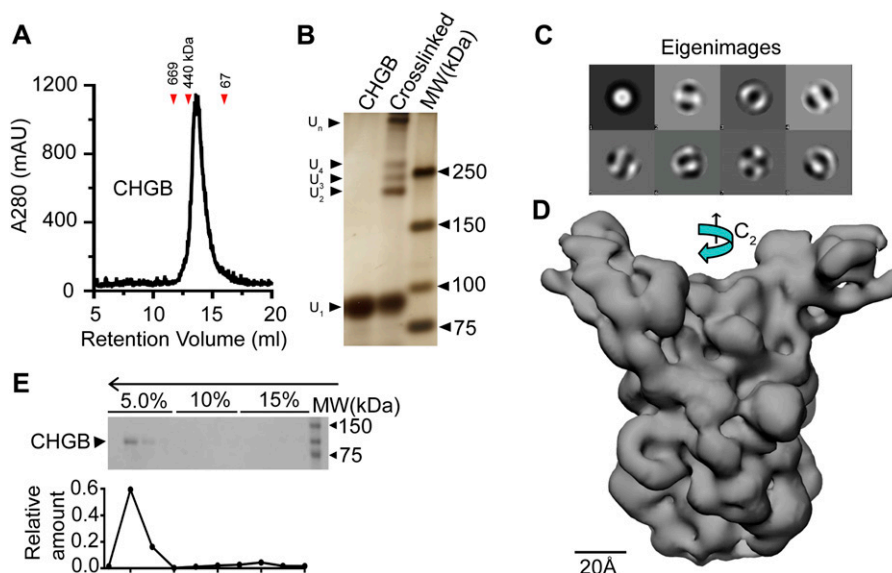 A
669
440 kDa
67
1200
900
800
400
0
A280 (mAU)
CHGB
5 10 15 20
Retention Volume (ml)
B
CHGB
Crosslinked
MW(kDa)
Un
U4
U3
U2
U1
250
150
100
75
C
Eigenimages
D
C2
20Å
E
5.0% 10% 15% MW(kDa)
CHGB
150
75
Relative
amount
0.6
0.4
0.2
0.0